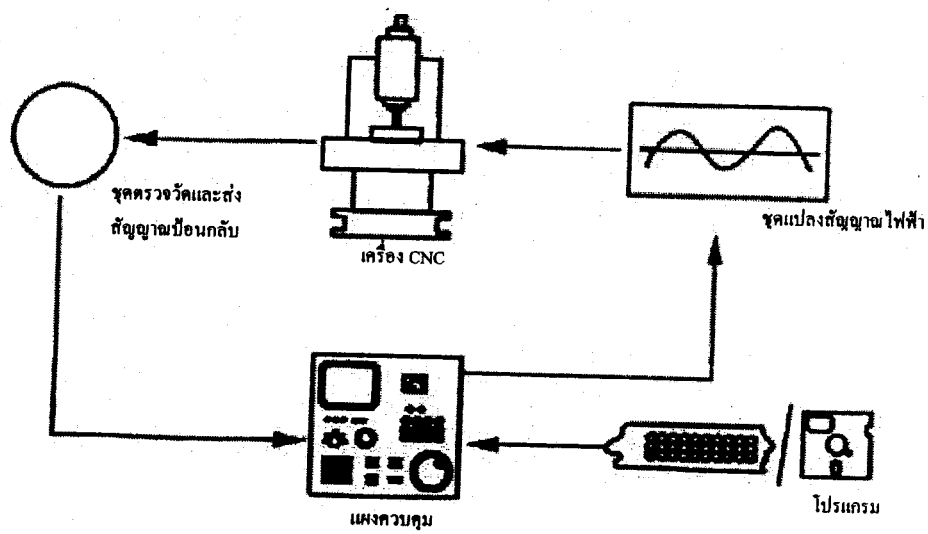 ชุดตรวจวัดและส่ง
สัญญาณป้อนกลับ
เครื่อง CNC
ชุดแปลงสัญญาณไฟฟ้า
แผงควบคุม
โปรแกรม